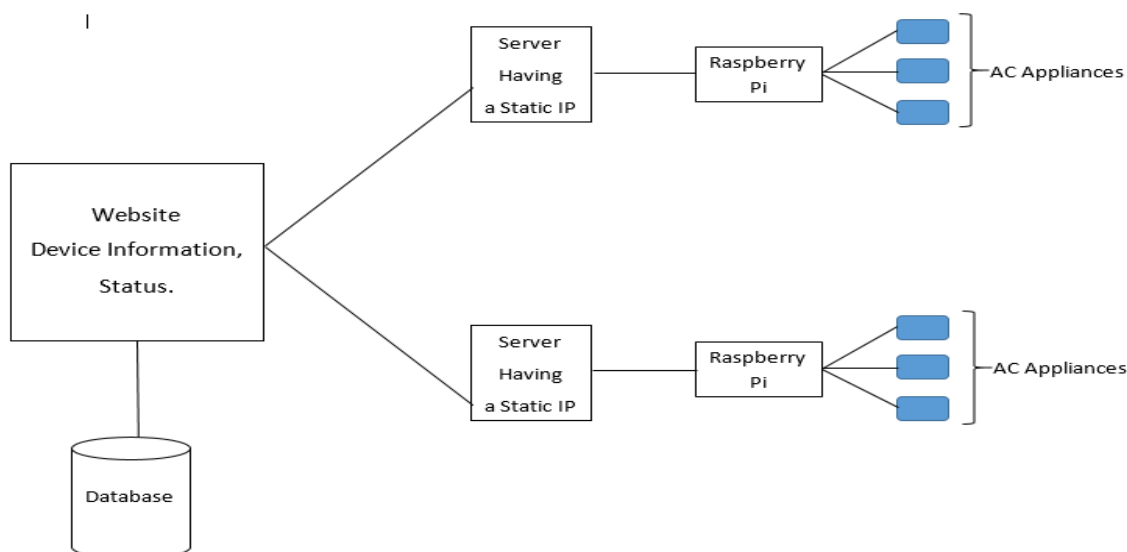 Server
Having
a Static IP
Raspberry
Pi
AC Appliances
Website
Device Information,
Status.
Server
Having
a Static IP
Raspberry
Pi
AC Appliances
Database